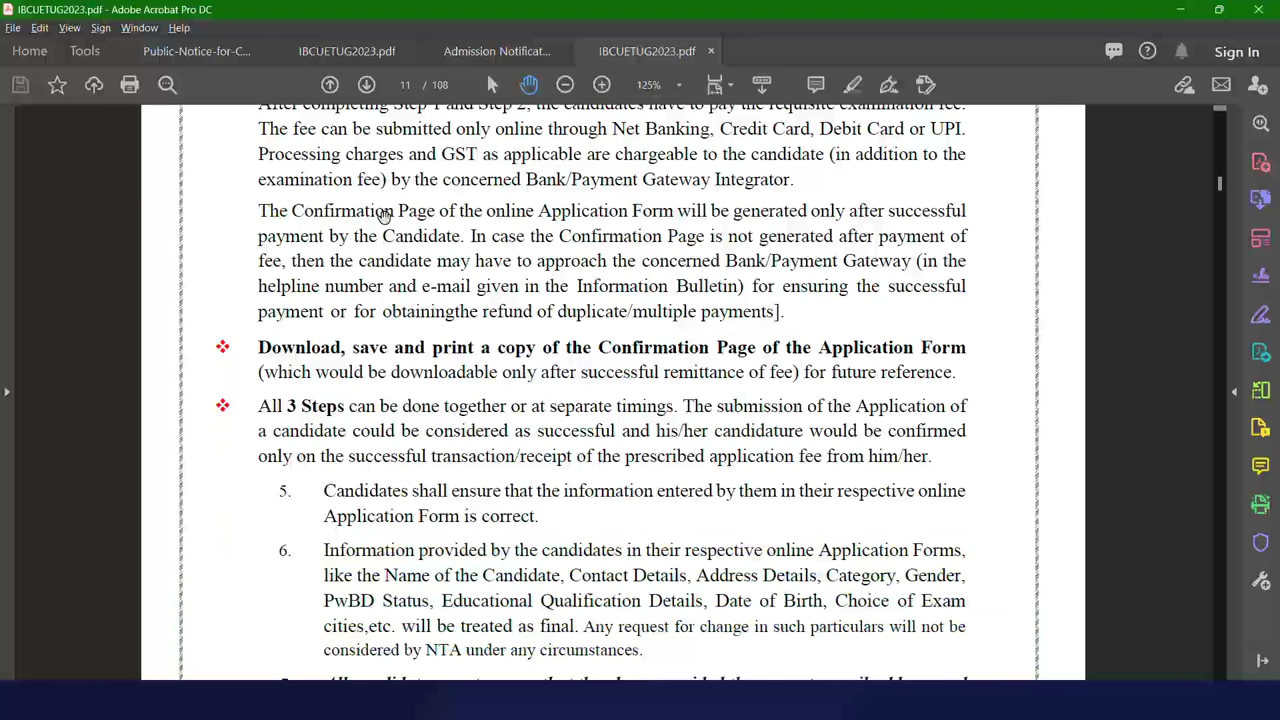 IBCUETUG2023.pdf - Adobe Acrobat Pro DC
File Edit View Sign Window Help
Home Tools Public-Notice-for-C... IBCUETUG2023.pdf Admission Notificat... IBCUETUG2023.pdf × Sign In
11 / 108 125%
After completing Step 1 and Step 2, the candidates have to pay the requisite examination fee.
The fee can be submitted only online through Net Banking, Credit Card, Debit Card or UPI.
Processing charges and GST as applicable are chargeable to the candidate (in addition to the
examination fee) by the concerned Bank/Payment Gateway Integrator.
The Confirmation Page of the online Application Form will be generated only after successful
payment by the Candidate. In case the Confirmation Page is not generated after payment of
fee, then the candidate may have to approach the concerned Bank/Payment Gateway (in the
helpline number and e-mail given in the Information Bulletin) for ensuring the successful
payment or for obtainingthe refund of duplicate/multiple payments].
❖ Download, save and print a copy of the Confirmation Page of the Application Form
(which would be downloadable only after successful remittance of fee) for future reference.
❖ All 3 Steps can be done together or at separate timings. The submission of the Application of
a candidate could be considered as successful and his/her candidature would be confirmed
only on the successful transaction/receipt of the prescribed application fee from him/her.
5. Candidates shall ensure that the information entered by them in their respective online
Application Form is correct.
6. Information provided by the candidates in their respective online Application Forms,
like the Name of the Candidate, Contact Details, Address Details, Category, Gender,
PwBD Status, Educational Qualification Details, Date of Birth, Choice of Exam
cities,etc. will be treated as final. Any request for change in such particulars will not be
considered by NTA under any circumstances.